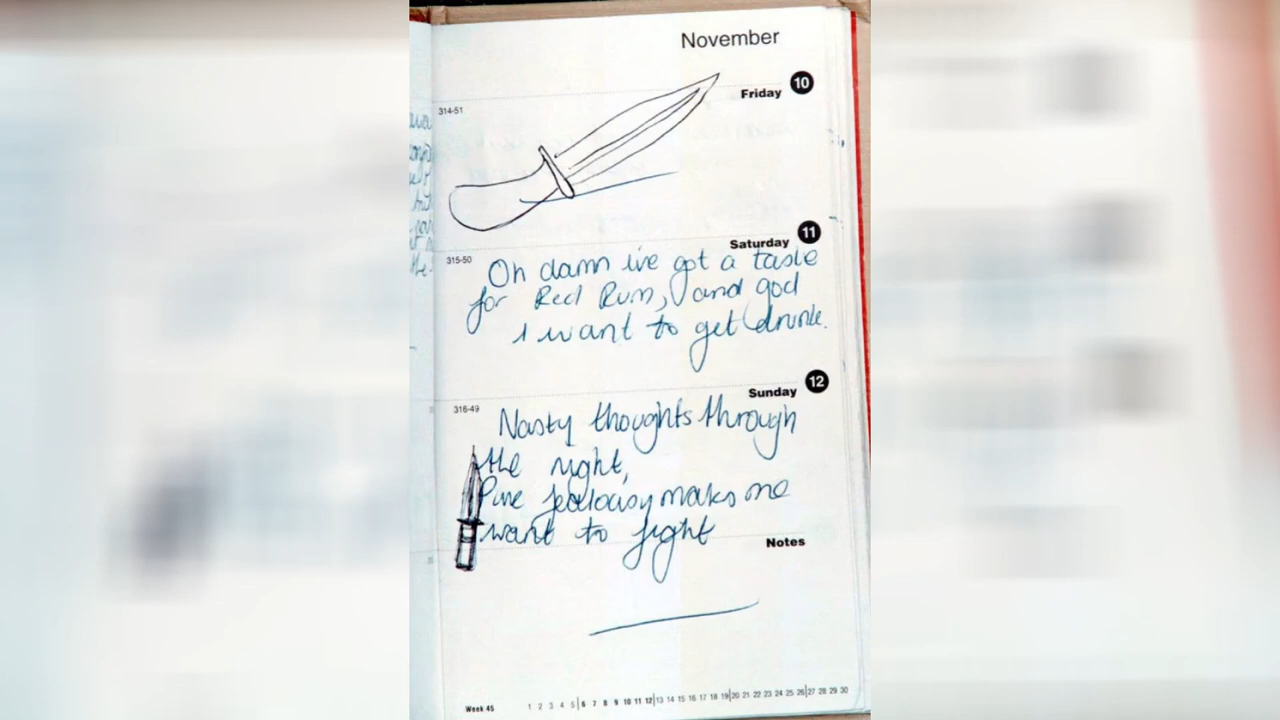 November
10
Friday
314-51
11
Saturday
315-50
Oh damn ive got a taste
for Red Rum, and god
I want to get drunk.
12
Sunday
316-49
Nasty thoughts through
the night,
Pure jealousy makes me
want to fight
Notes
Week 45
1 2 3 4 5 6 7 8 9 10 11 12 13 14 15 16 17 18 19 20 21 22 23 24 25 26 27 28 29 30